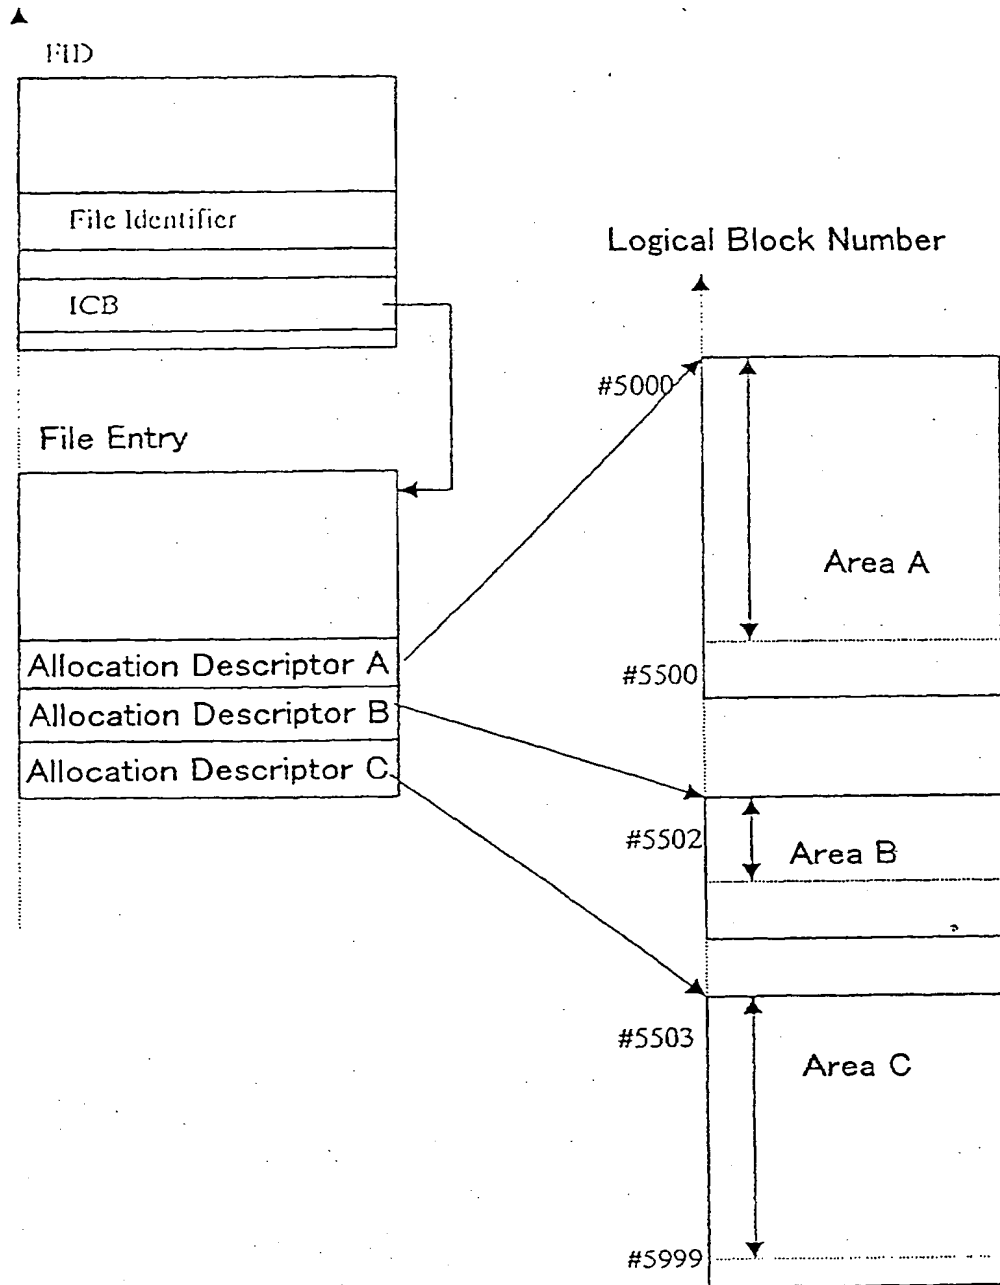 FID
File Identifier
ICB
File Entry
Allocation Descriptor A
Allocation Descriptor B
Allocation Descriptor C
Logical Block Number
#5000
Area A
#5500
#5502
Area B
#5503
Area C
#5999